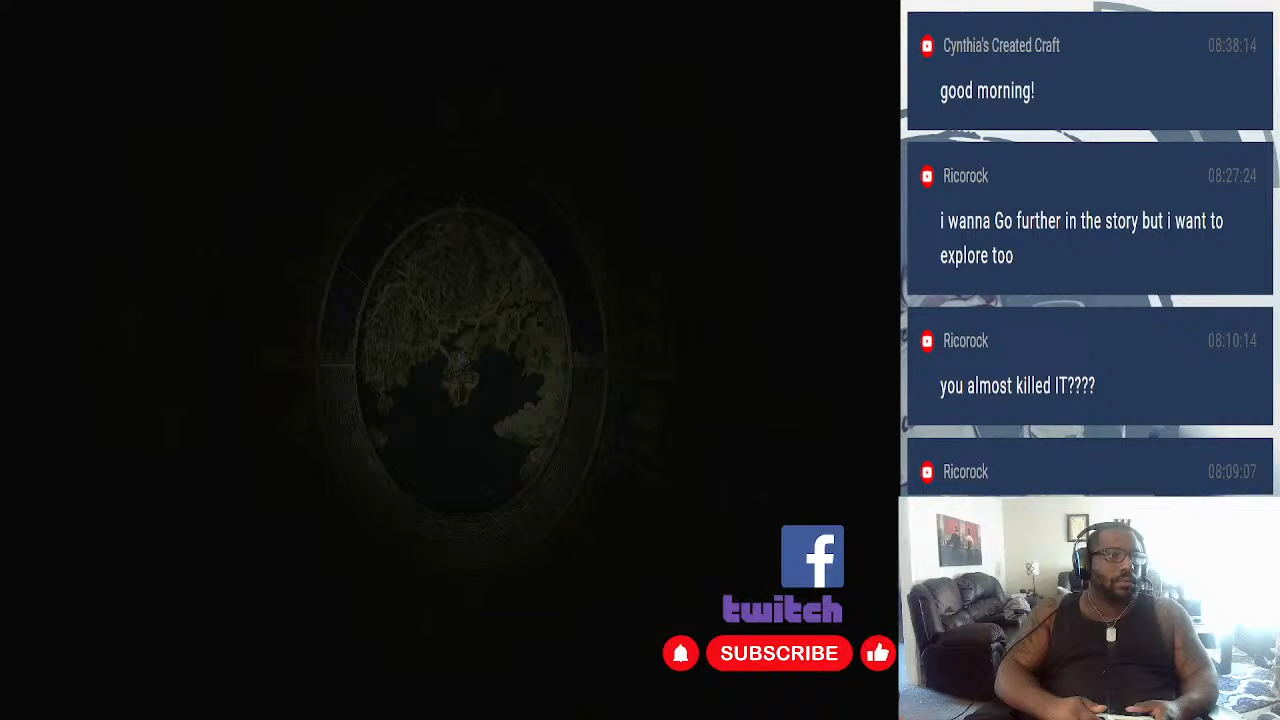 Cynthia's Created Craft 08:38:14
good morning!
Ricorock 08:27:24
i wanna Go further in the story but i want to
explore too
Ricorock 08:10:14
you almost killed IT????
Ricorock 08:09:07
f
twitch
SUBSCRIBE